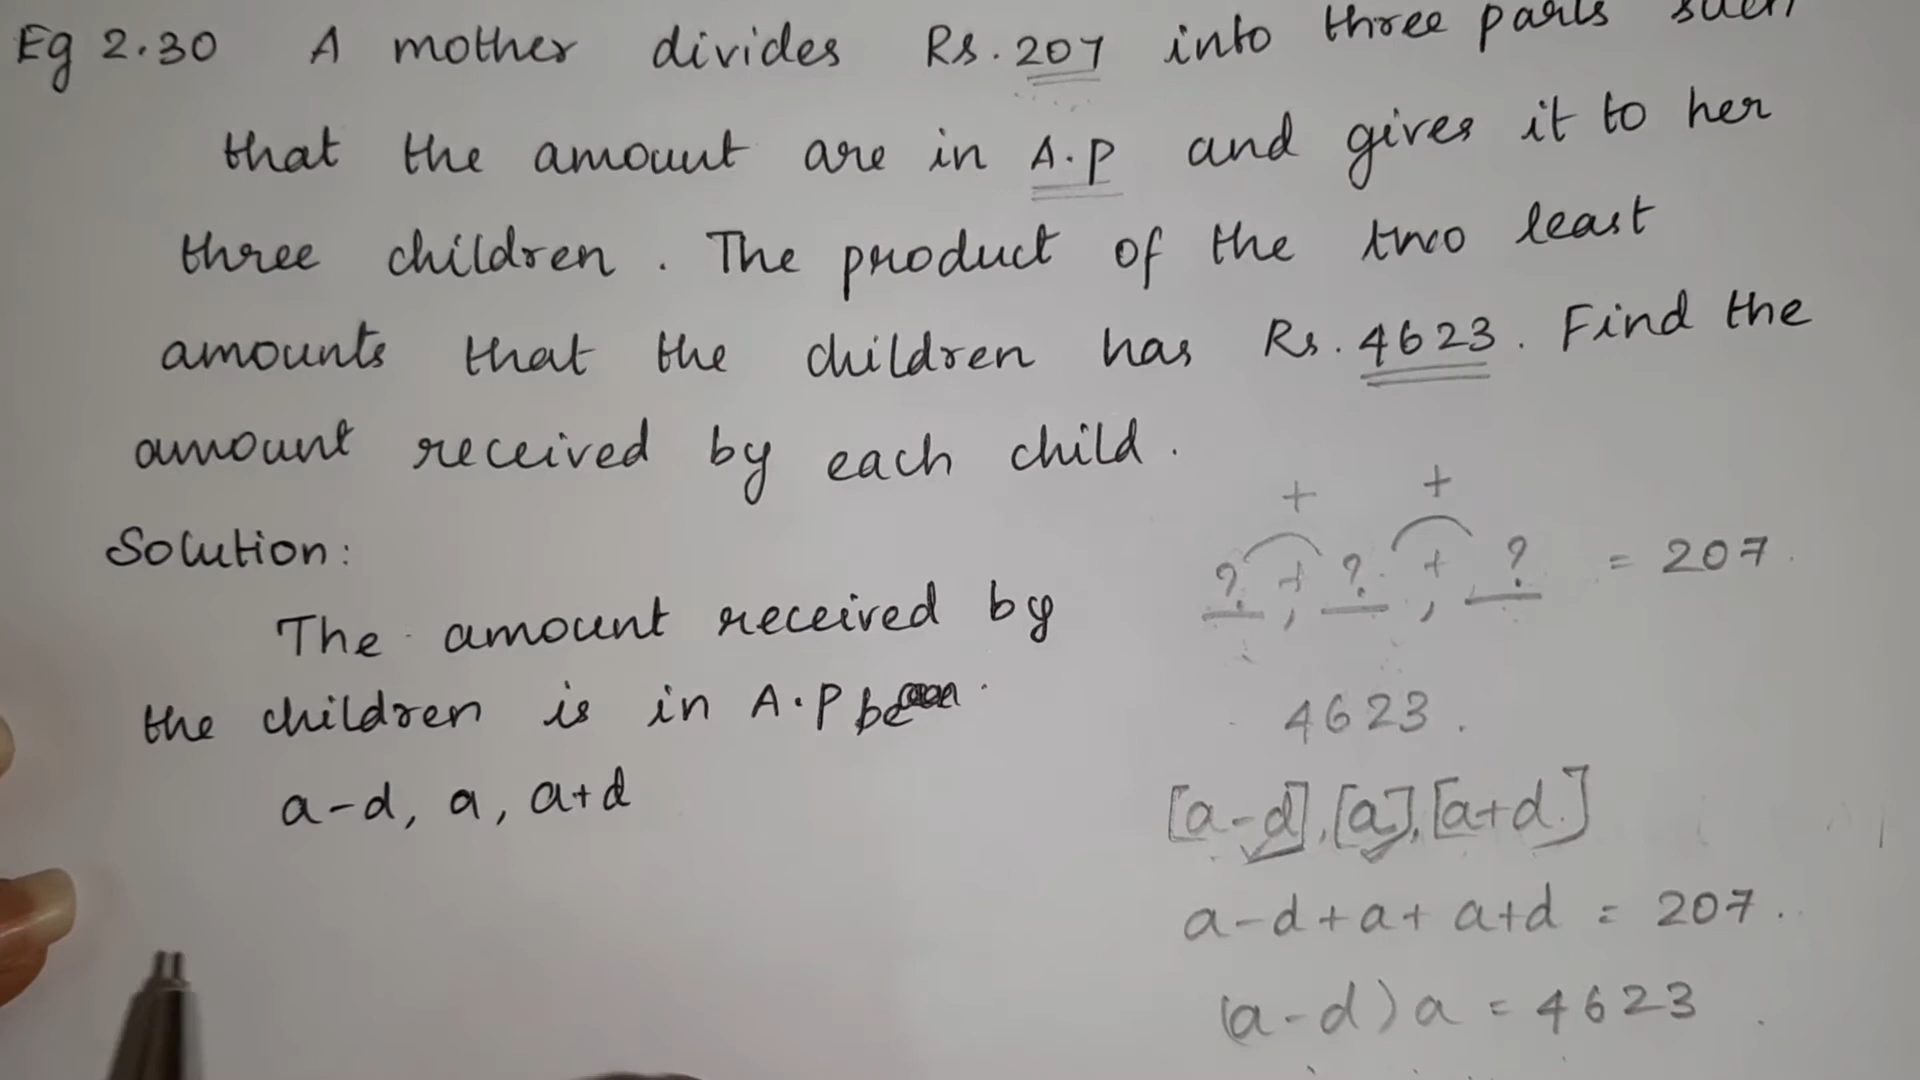 Eg 2.30 A mother divides Rs. 207 into three parts such
that the amount are in A.P and gives it to her
three children. The product of the two least
amounts that the children has Rs. 4623. Find the
amount received by each child.
Solution:
The amount received by
the children is in A.P be
a-d, a, a+d
+ +
? + ? + ? = 207
, ,
4623.
[a-d], [a], [a+d]
a-d+a+a+d = 207.
(a-d)a = 4623